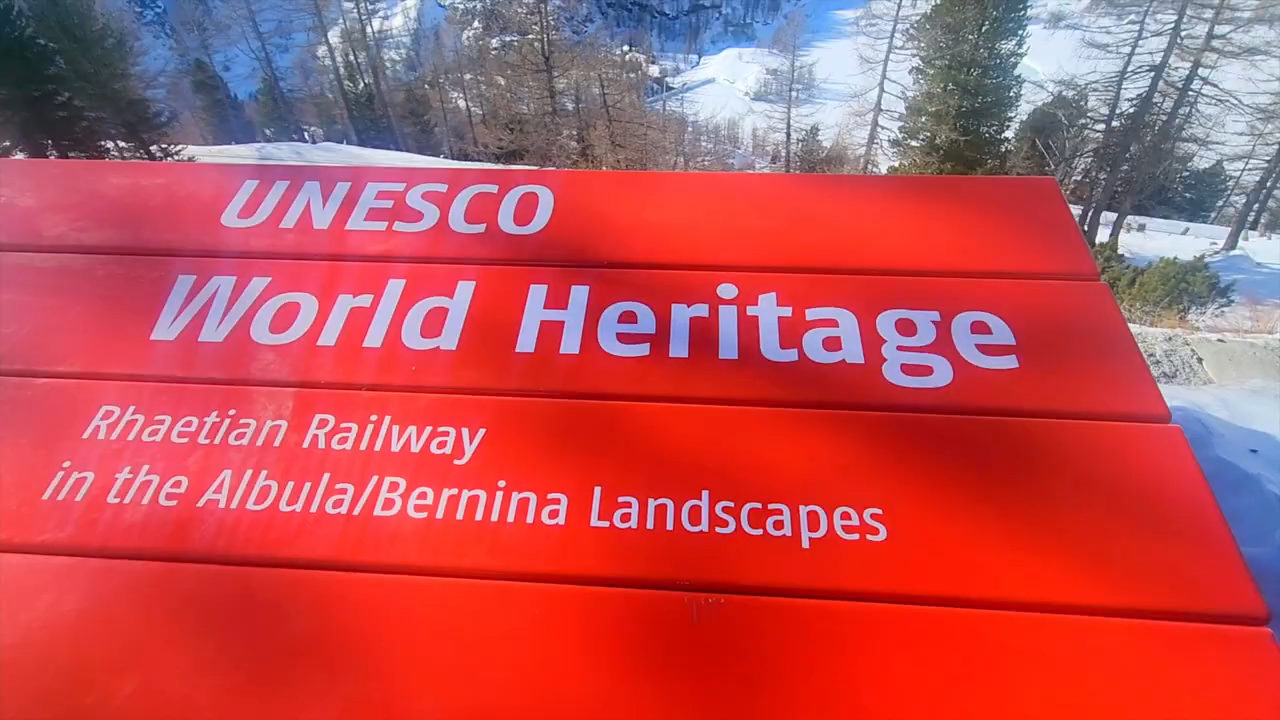 UNESCO
World Heritage
Rhaetian Railway
in the Albula/Bernina Landscapes